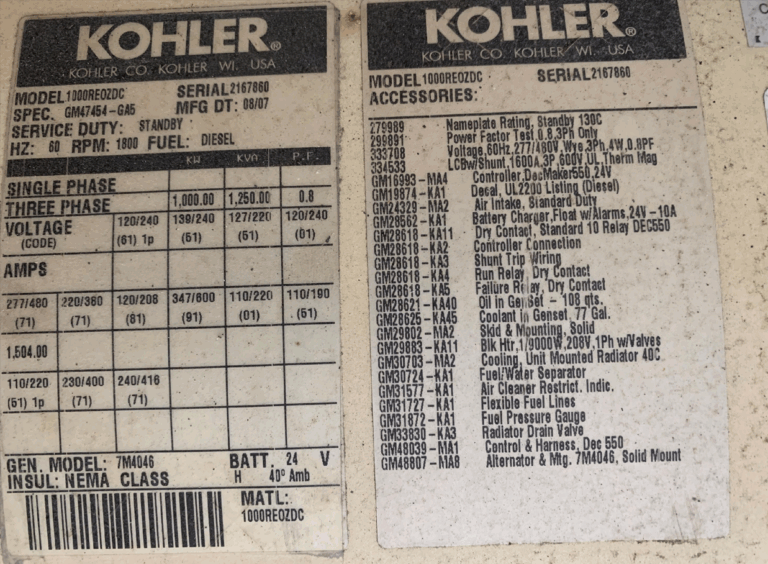 KOHLER®
KOHLER CO. KOHLER WI. USA
MODEL 1000REOZDC SERIAL 2167860
SPEC. GM47454-GA5 MFG DT: 08/07
SERVICE DUTY: STANDBY
HZ: 60 RPM: 1800 FUEL: DIESEL
KW KVA P.F.
SINGLE PHASE
THREE PHASE 1,000.00 1,250.00 0.8
VOLTAGE 120/240 139/240 127/220 120/240
(CODE) (61) 1p (51) (51) (01)
AMPS
277/480 220/380 120/208 347/600 110/220 110/190
(71) (71) (61) (91) (01) (51)
1,504.00
110/220 230/400 240/416
(61) 1p (71) (71)
GEN. MODEL: 7M4046 BATT. 24 V
INSUL: NEMA CLASS H 40° Amb
MATL:
1000REOZDC
KOHLER®
KOHLER CO. KOHLER WI. USA
MODEL 1000REOZDC SERIAL 2167860
ACCESSORIES:
279989 Nameplate Rating, Standby 130C
299891 Power Factor Test 0.8,3Ph Only
333708 Voltage,60Hz,277/480V,Wye,3Ph,4W,0.8PF
334533 LCBw/Shunt,1600A,3P,600V,UL,Therm Mag
GM16993-MA4 Controller,DecMaker550,24V
GM19874-KA1 Decal, UL2200 Listing (Diesel)
GM24329-MA2 Air Intake, Standard Duty
GM28562-KA1 Battery Charger,Float w/Alarms,24V-10A
GM28618-KA11 Dry Contact, Standard 10 Relay DEC550
GM28618-KA2 Controller Connection
GM28618-KA3 Shunt Trip Wiring
GM28618-KA4 Run Relay, Dry Contact
GM28618-KA5 Failure Relay, Dry Contact
GM28621-KA40 Oil in Genset - 108 qts.
GM28625-KA45 Coolant in Genset, 77 Gal.
GM29802-MA2 Skid & Mounting, Solid
GM29883-KA11 Blk Htr,1/9000W,208V,1Ph w/Valves
GM30703-MA2 Cooling, Unit Mounted Radiator 40C
GM30724-KA1 Fuel/Water Separator
GM31577-KA1 Air Cleaner Restrict. Indic.
GM31727-KA1 Flexible Fuel Lines
GM31872-KA1 Fuel Pressure Gauge
GM33830-KA3 Radiator Drain Valve
GM48039-MA1 Control & Harness, Dec 550
GM48807-MA8 Alternator & Mtg. 7M4046, Solid Mount